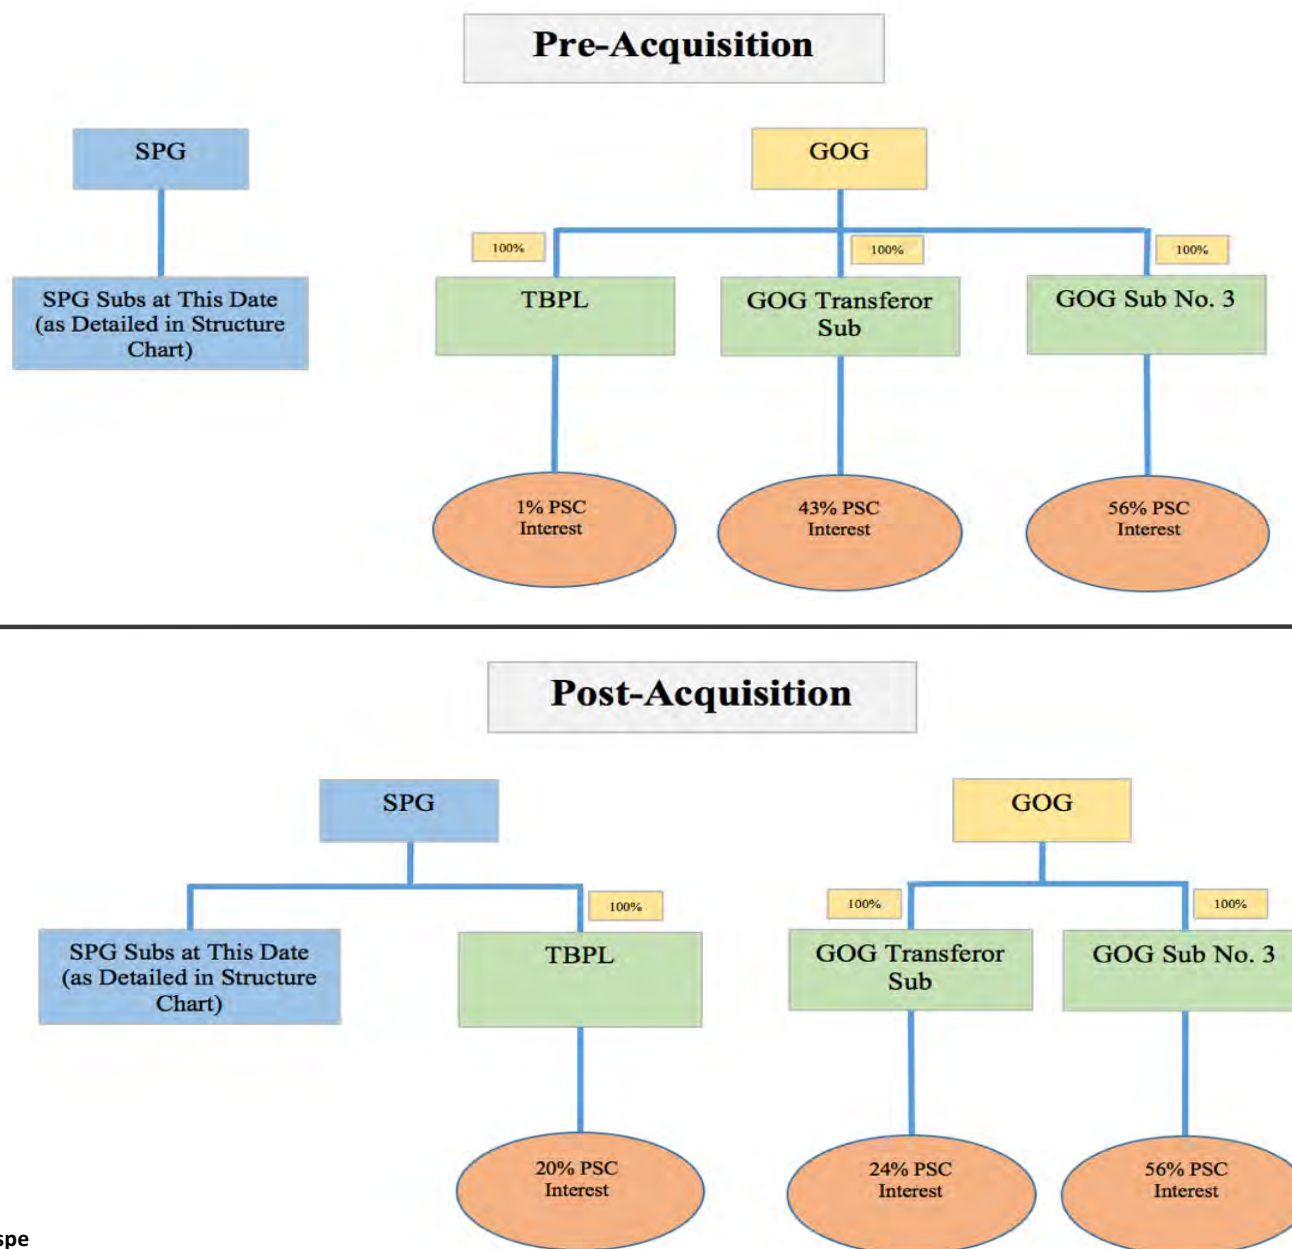 Pre-Acquisition
SPG
GOG
100%
100%
100%
SPG Subs at This Date
(as Detailed in Structure
Chart)
TBPL
GOG Transferor
Sub
GOG Sub No. 3
1% PSC
Interest
43% PSC
Interest
56% PSC
Interest
Post-Acquisition
SPG
GOG
100%
100%
100%
SPG Subs at This Date
(as Detailed in Structure
Chart)
TBPL
GOG Transferor
Sub
GOG Sub No. 3
20% PSC
Interest
24% PSC
Interest
56% PSC
Interest
spe